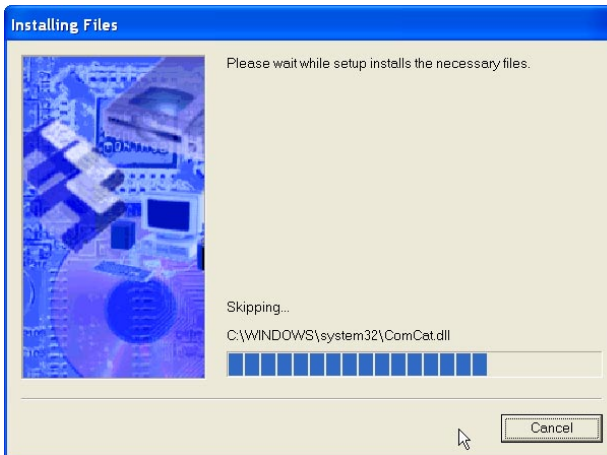 Installing Files
Please wait while setup installs the necessary files.
Skipping...
C:\WINDOWS\system32\ComCat.dll
Cancel